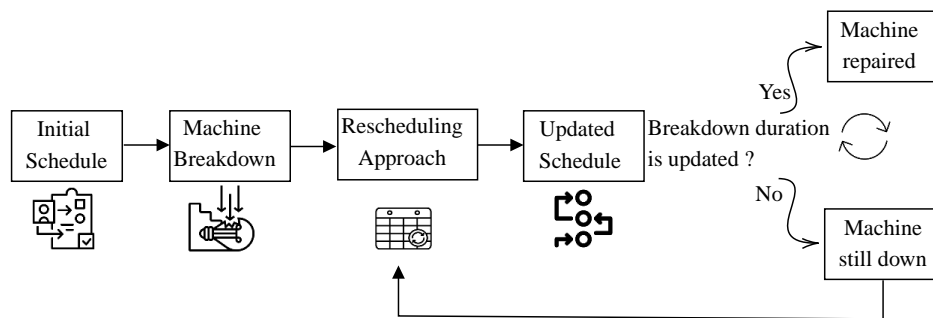 Initial
Schedule
Machine
Breakdown
Rescheduling
Approach
Updated
Schedule
Breakdown duration
is updated ?
Yes
Machine
repaired
No
Machine
still down